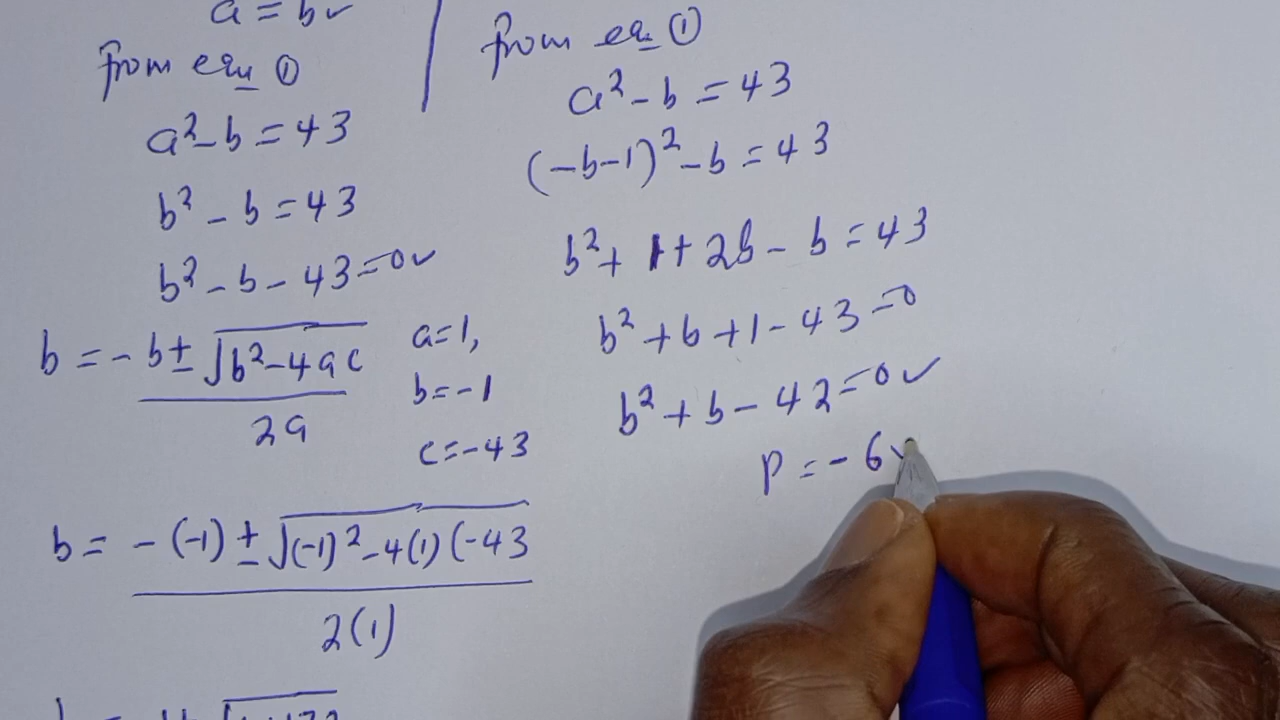 a = b✓
from eqn ①
a² - b = 43
b² - b = 43
b² - b - 43 = 0✓
b = -b ± √b² - 4ac
2a
a = 1,
b = -1
c = -43
b = -(-1) ± √(-1)² - 4(1)(-43
2(1)
from eqn ①
a² - b = 43
(-b-1)² - b = 43
b² + 1 + 2b - b = 43
b² + b + 1 - 43 = 0
b² + b - 42 = 0✓
p = -6